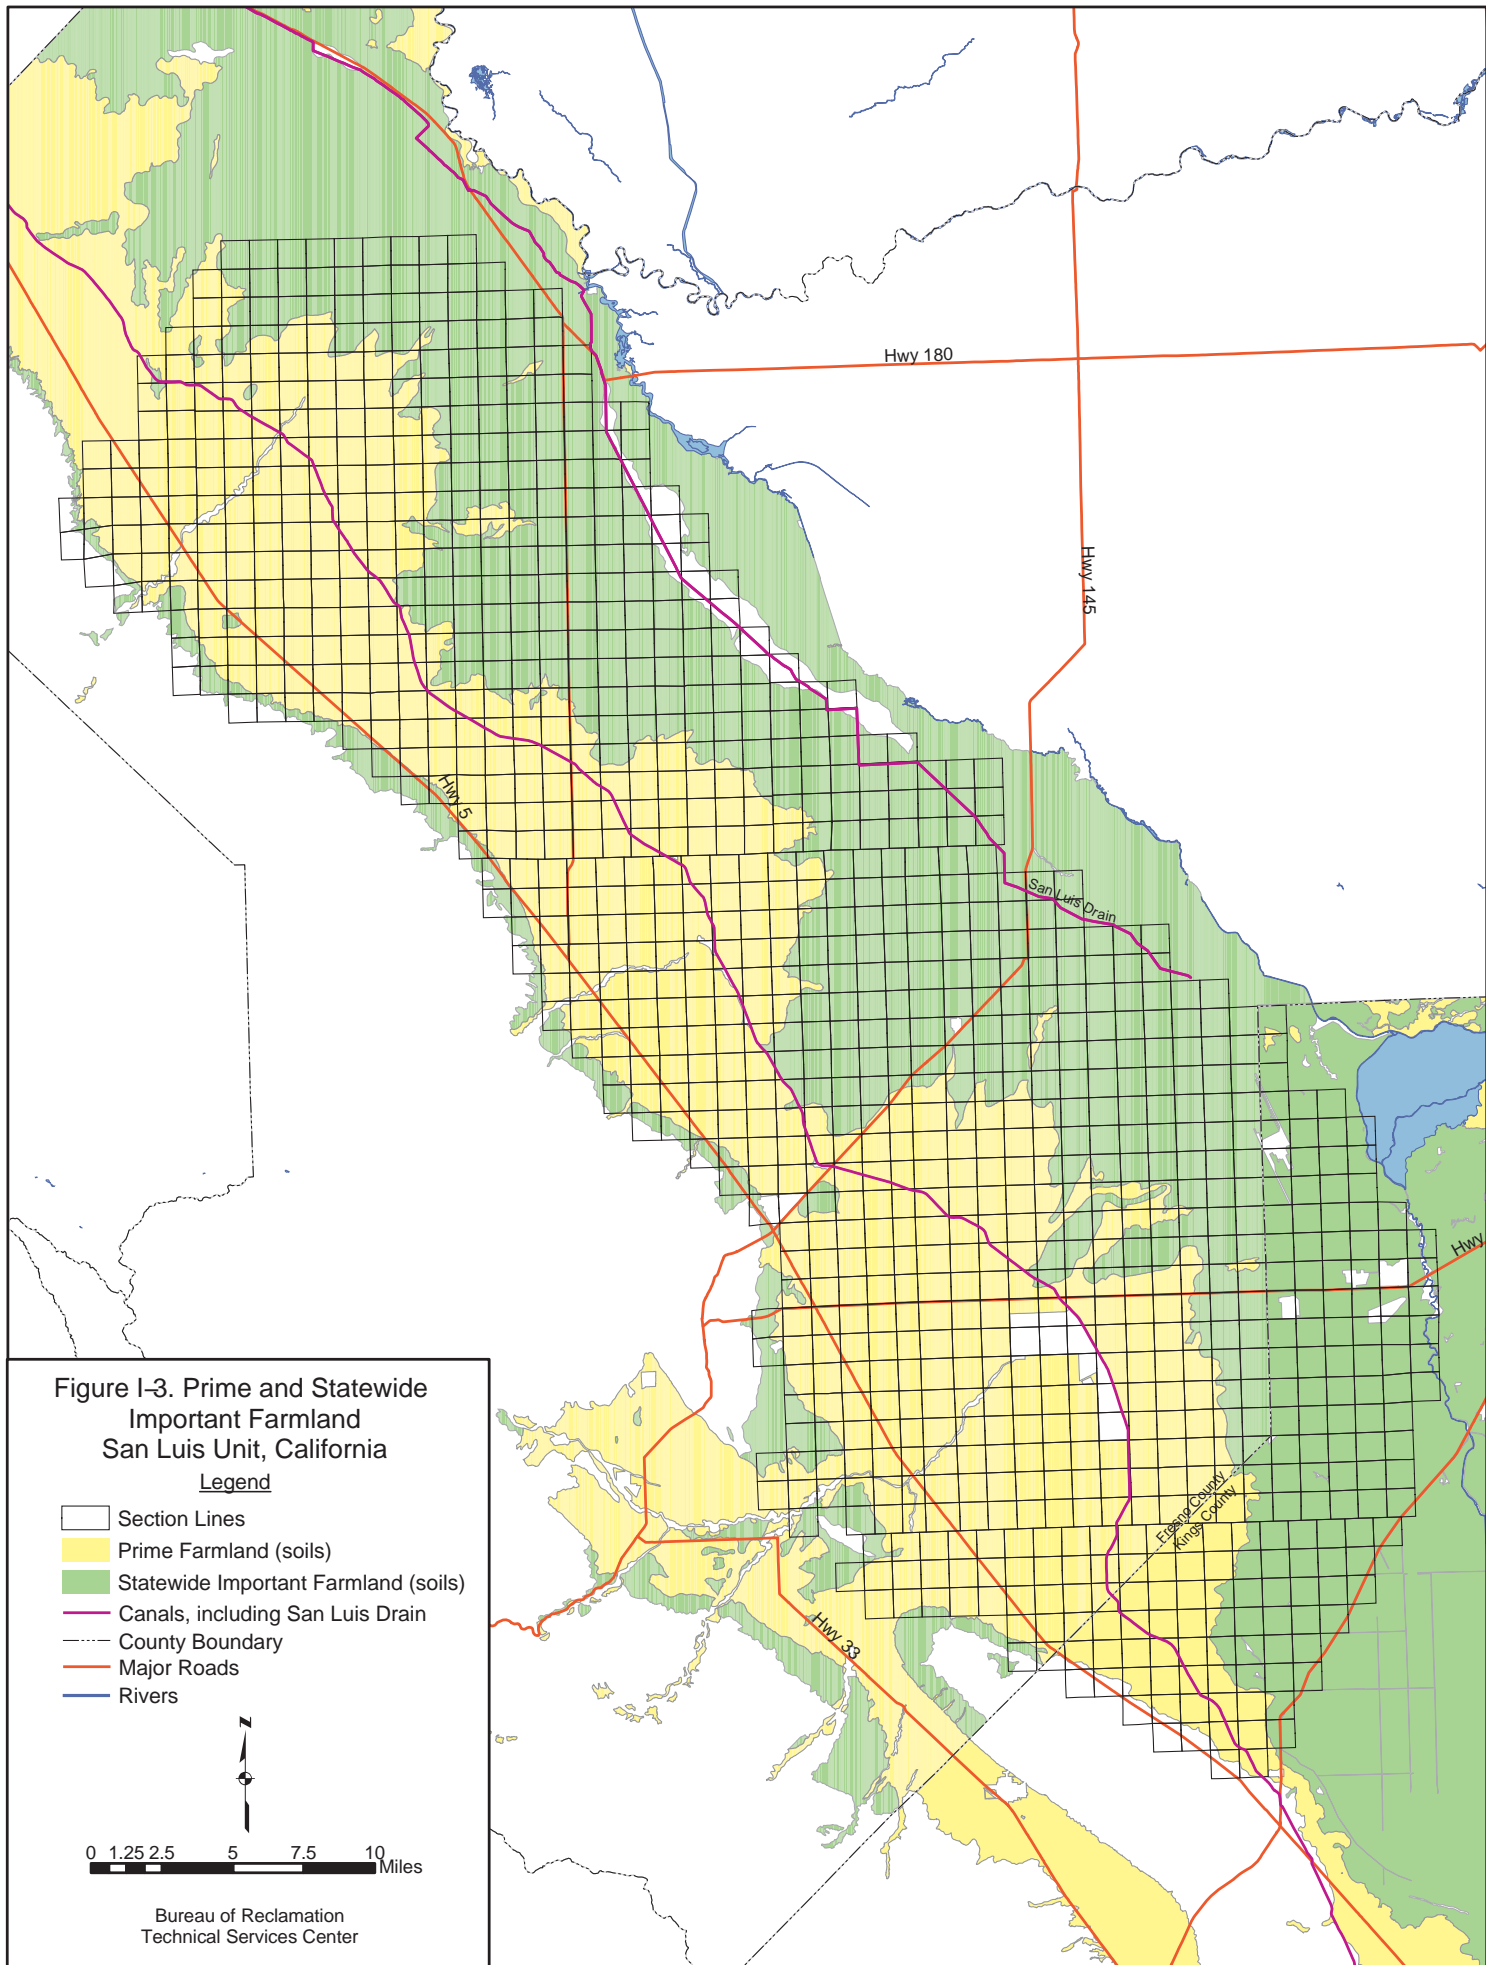 Hwy 180
Hwy 145
Hwy 5
San Luis Drain
Hwy
Fresno County
Kings County
Hwy 33
Figure I-3. Prime and Statewide
Important Farmland
San Luis Unit, California
Legend
Section Lines
Prime Farmland (soils)
Statewide Important Farmland (soils)
Canals, including San Luis Drain
County Boundary
Major Roads
Rivers
N
0 1.25 2.5 5 7.5 10
Miles
Bureau of Reclamation
Technical Services Center